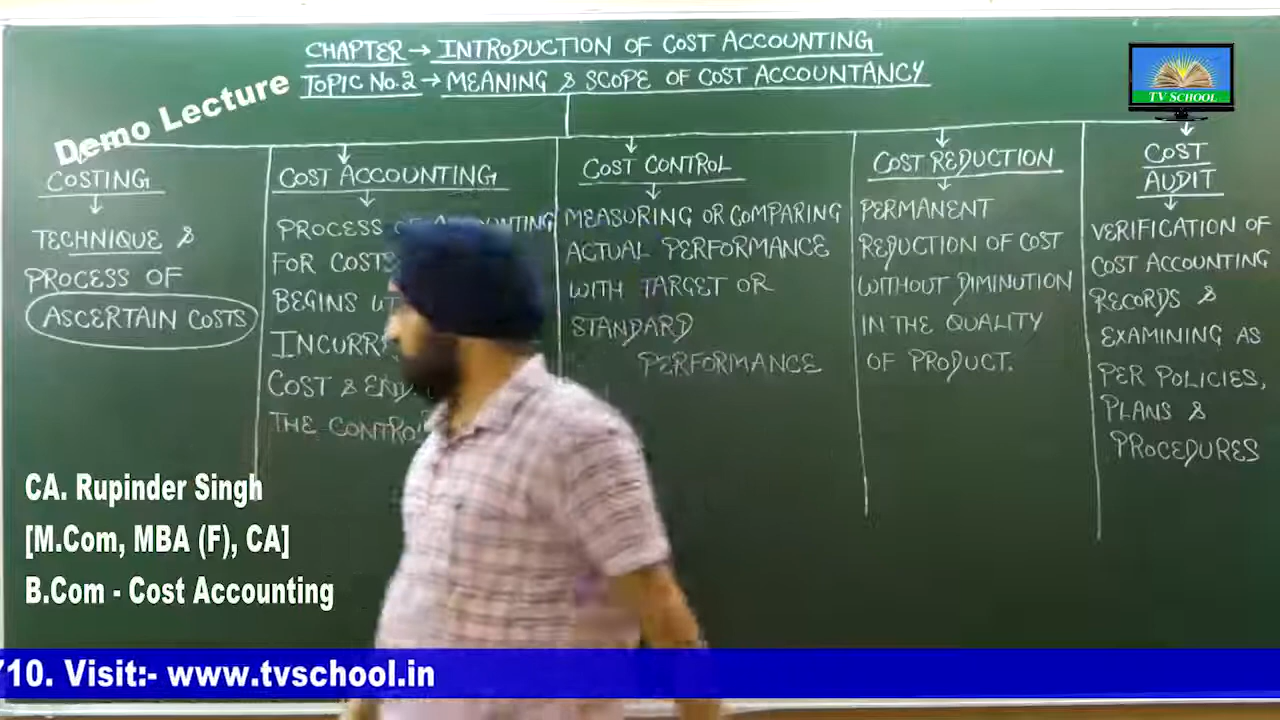 CHAPTER → INTRODUCTION OF COST ACCOUNTING
TOPIC NO.2 → MEANING & SCOPE OF COST ACCOUNTANCY
TV SCHOOL
Demo Lecture
COSTING
TECHNIQUE &
PROCESS OF
ASCERTAIN COSTS
COST ACCOUNTING
PROCESS OF ACCOUNTING
FOR COSTS
BEGINS
COST &
THE
COST CONTROL
MEASURING OR COMPARING
ACTUAL PERFORMANCE
WITH TARGET OR
STANDARD
PERFORMANCE
COST REDUCTION
PERMANENT
REDUCTION OF COST
WITHOUT DIMINUTION
IN THE QUALITY
OF PRODUCT.
COST
AUDIT
VERIFICATION OF
COST ACCOUNTING
RECORDS &
EXAMINING AS
PER POLICIES,
PLANS &
PROCEDURES
CA. Rupinder Singh
[M.Com, MBA (F), CA]
B.Com - Cost Accounting
710. Visit:- www.tvschool.in